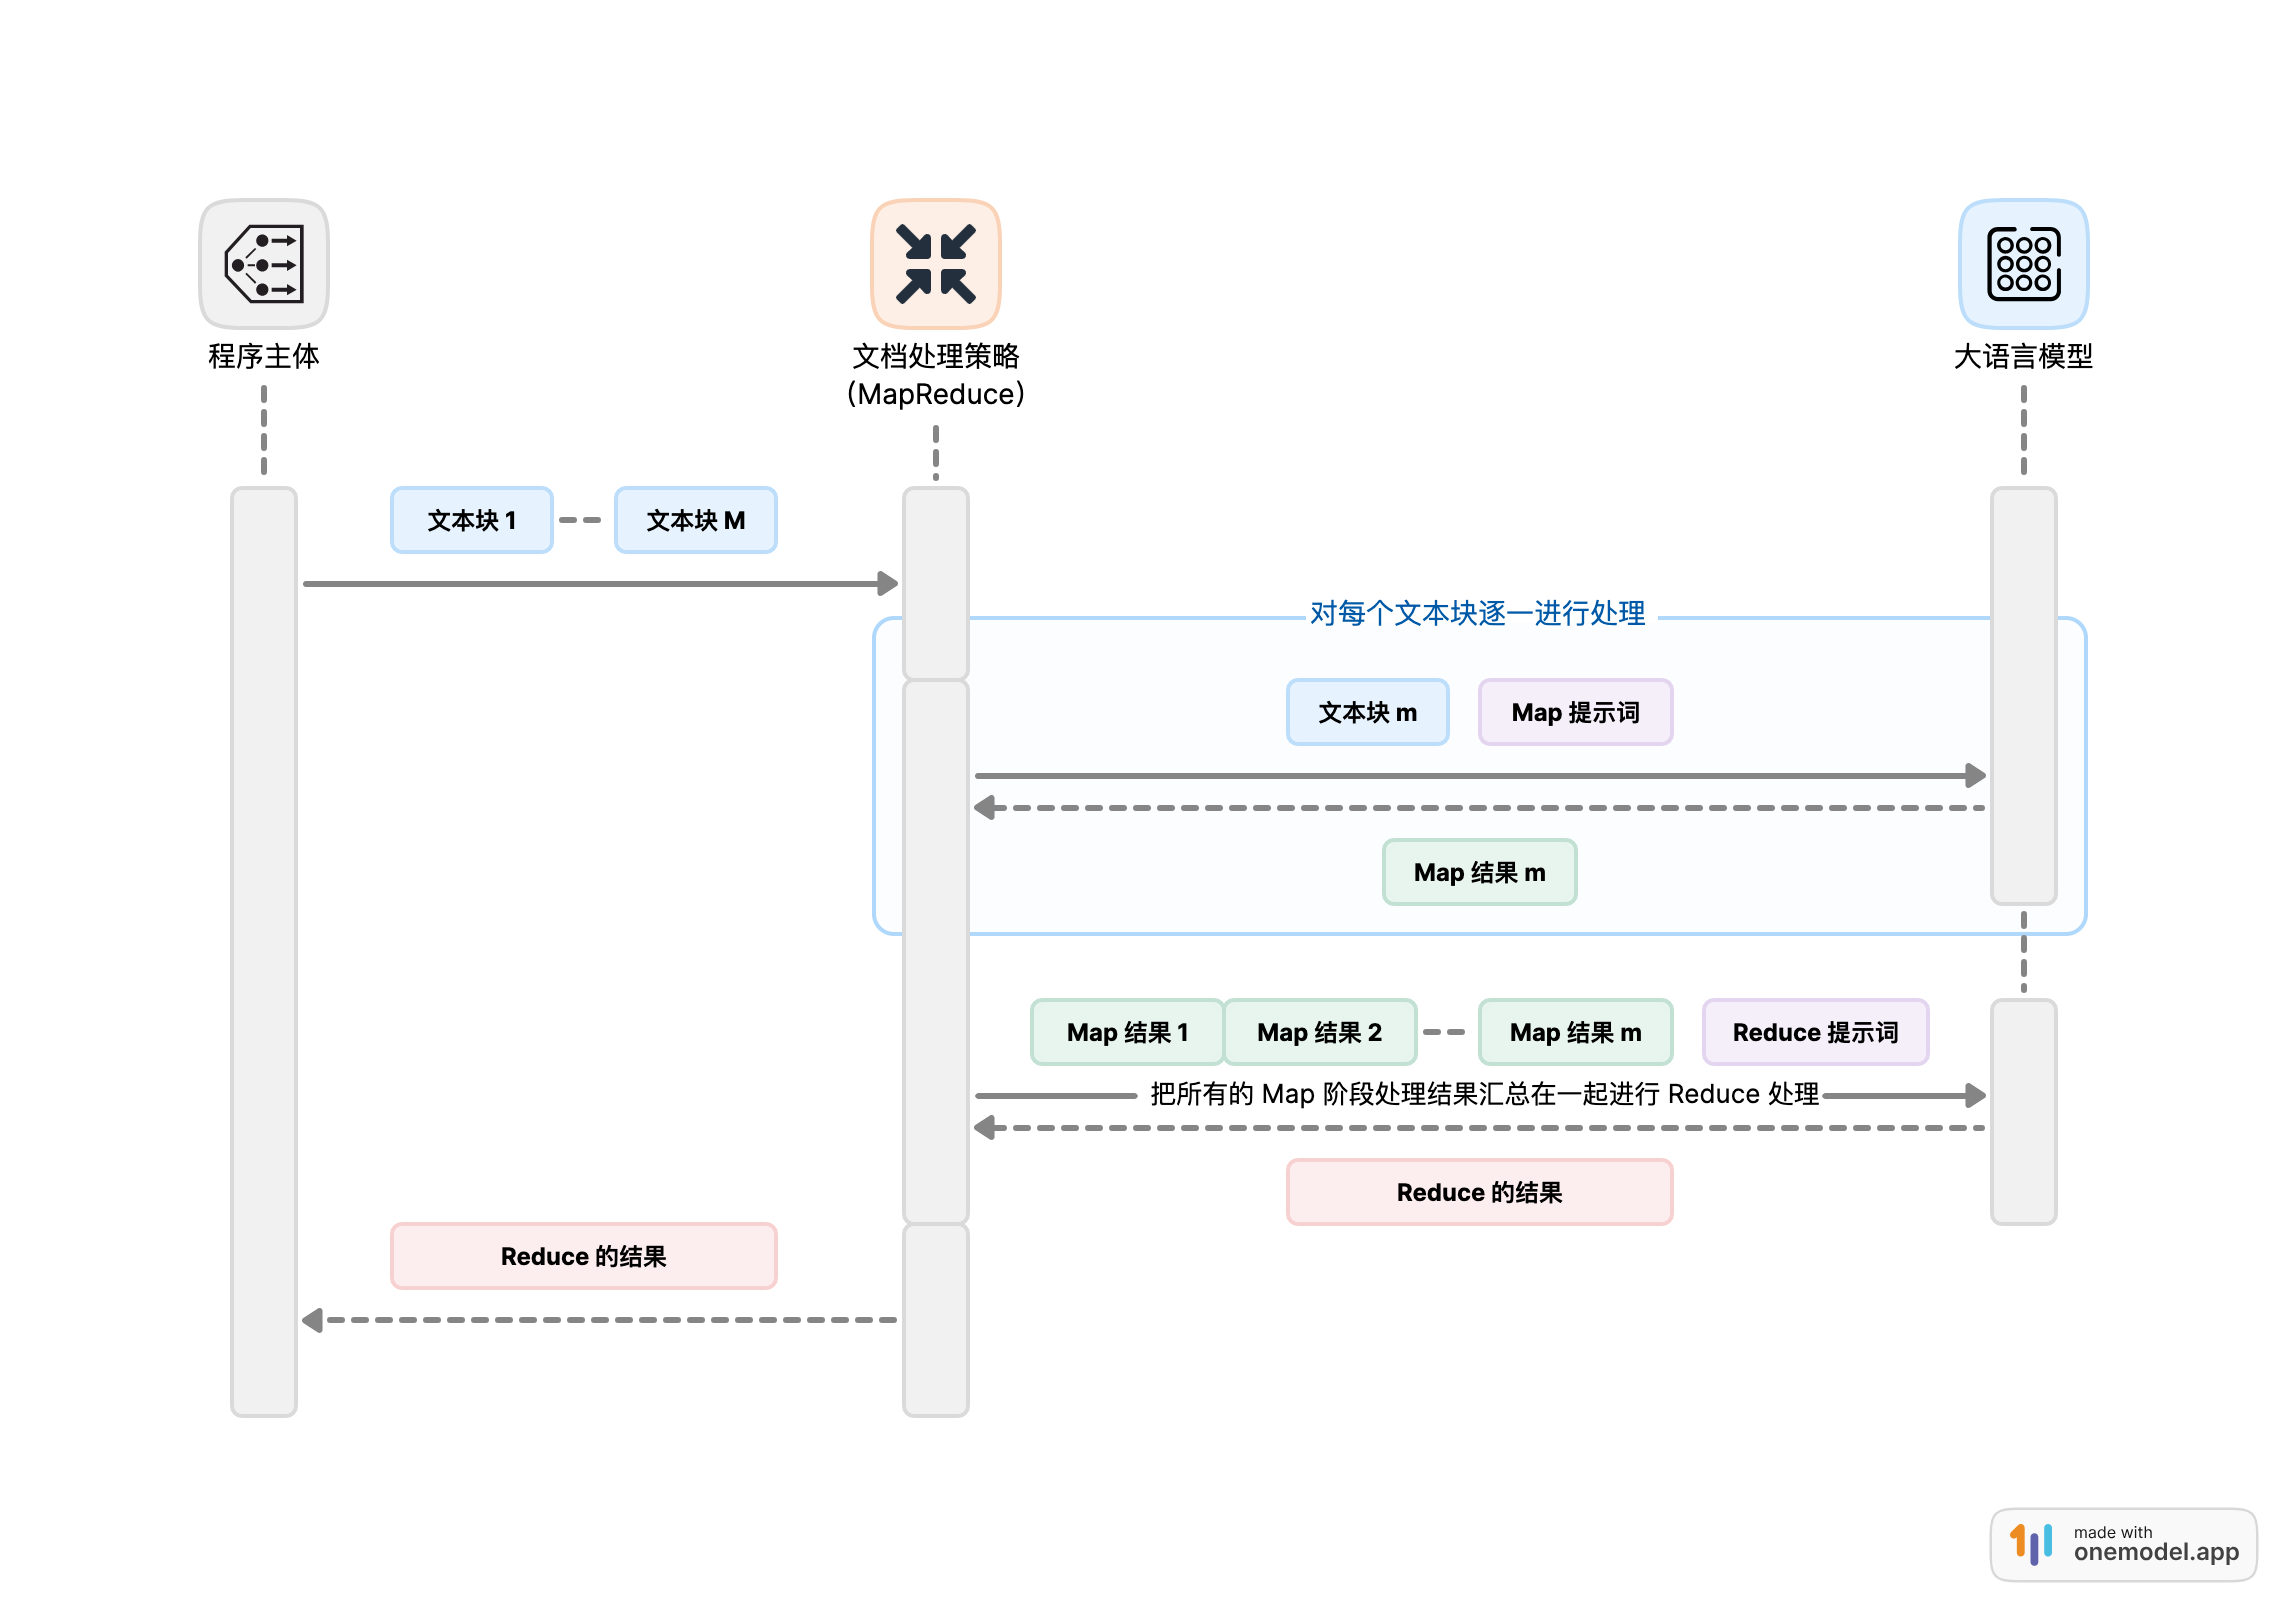 程序主体
文档处理策略
(MapReduce)
大语言模型
文本块 1
文本块 M
对每个文本块逐一进行处理
文本块 m
Map 提示词
Map 结果 m
Map 结果 1
Map 结果 2
Map 结果 m
Reduce 提示词
把所有的 Map 阶段处理结果汇总在一起进行 Reduce 处理
Reduce 的结果
Reduce 的结果
made with
onemodel.app